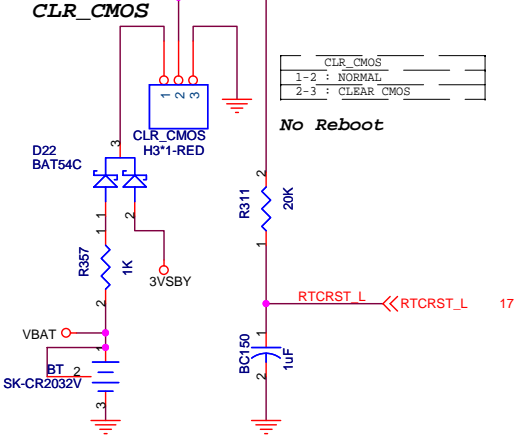 CLR_CMOS
1 2 3
CLR_CMOS
H3*1-RED
CLR_CMOS
1-2 : NORMAL
2-3 : CLEAR CMOS
No Reboot
D22
BAT54C
3
1
2
R357
1K
1
2
3VSBY
VBAT
1
BT 2
SK-CR2032V
3
2
R311
20K
1
RTCRST_L
RTCRST_L 17
1
BC150
1uF
2